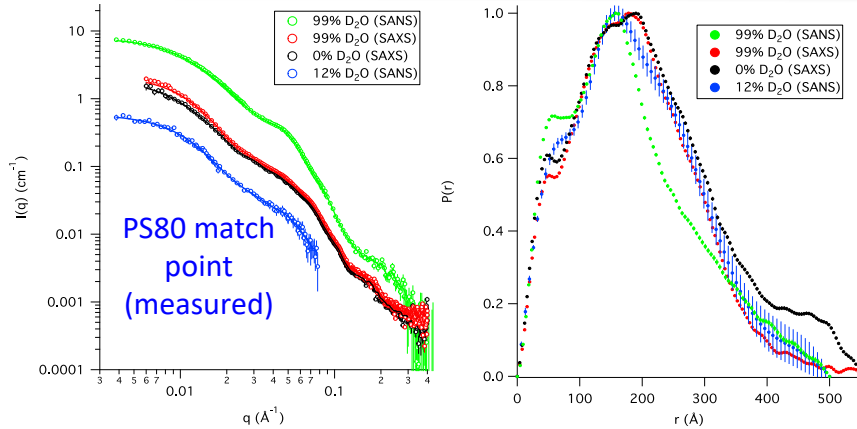 99% D₂O (SANS)
99% D₂O (SAXS)
0% D₂O (SAXS)
12% D₂O (SANS)
I(q) (cm⁻¹)
10
1
0.1
0.01
0.001
0.0001
PS80 match
point
(measured)
3 4 5 6 7 0.01 2 3 4 5 6 7 0.1 2 3 4
q (Å⁻¹)
99% D₂O (SANS)
99% D₂O (SAXS)
0% D₂O (SAXS)
12% D₂O (SANS)
P(r)
1.0
0.8
0.6
0.4
0.2
0.0
0 100 200 300 400 500
r (Å)